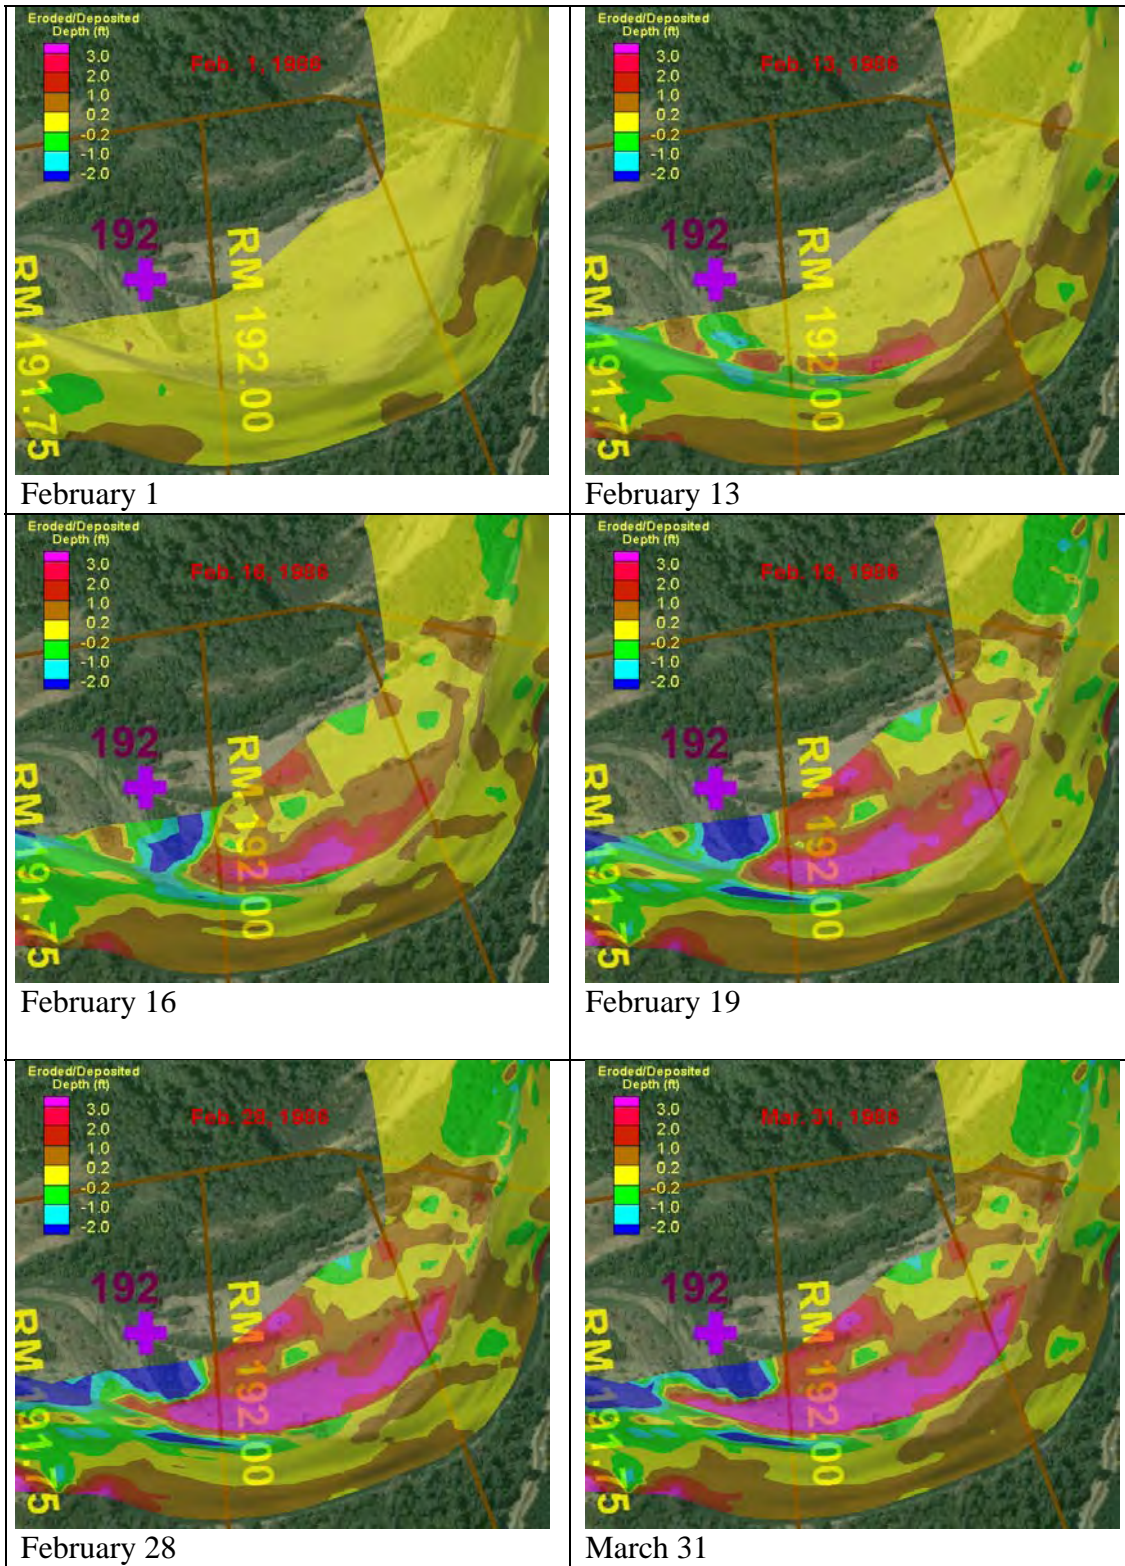 Eroded/Deposited
Depth (ft)
3.0
2.0
1.0
0.2
-0.2
-1.0
-2.0
Feb. 1, 1986
192
RM 191.75
RM 192.00
February 1
Eroded/Deposited
Depth (ft)
3.0
2.0
1.0
0.2
-0.2
-1.0
-2.0
Feb. 13, 1986
192
RM 191.75
RM 192.00
February 13
Eroded/Deposited
Depth (ft)
3.0
2.0
1.0
0.2
-0.2
-1.0
-2.0
Feb. 16, 1986
192
RM 191.75
RM 192.00
February 16
Eroded/Deposited
Depth (ft)
3.0
2.0
1.0
0.2
-0.2
-1.0
-2.0
Feb. 19, 1986
192
RM 191.75
RM 192.00
February 19
Eroded/Deposited
Depth (ft)
3.0
2.0
1.0
0.2
-0.2
-1.0
-2.0
Feb. 28, 1986
192
RM 191.75
RM 192.00
February 28
Eroded/Deposited
Depth (ft)
3.0
2.0
1.0
0.2
-0.2
-1.0
-2.0
Mar. 31, 1986
192
RM 191.75
RM 192.00
March 31